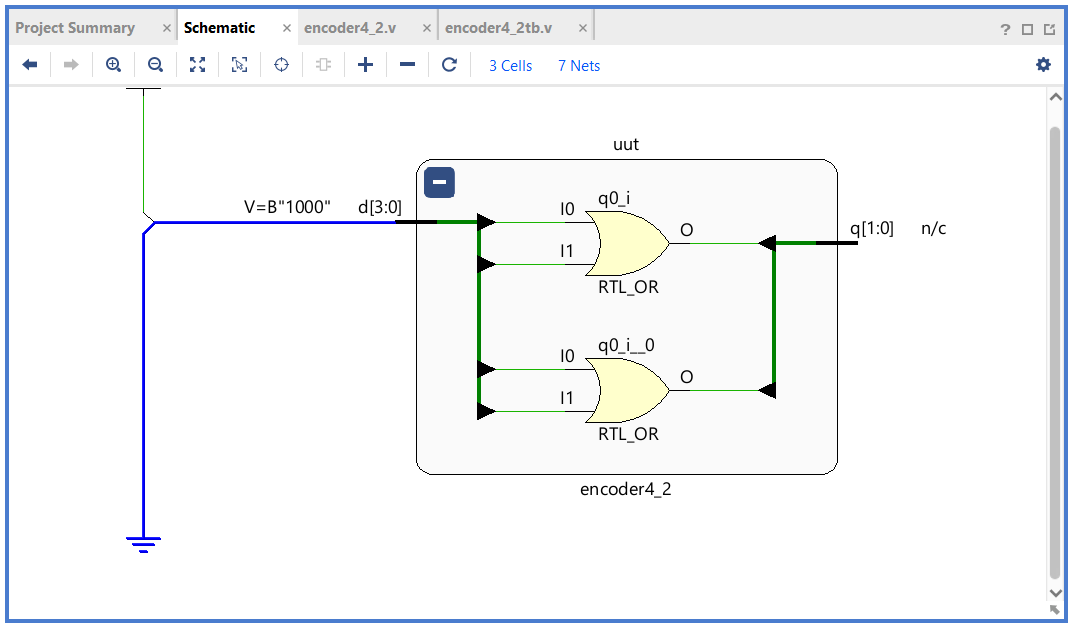 Project Summary × Schematic × encoder4_2.v × encoder4_2tb.v × ?
3 Cells 7 Nets
uut
V=B"1000" d[3:0]
q0_i
I0
I1
O
RTL_OR
q[1:0] n/c
q0_i__0
I0
I1
O
RTL_OR
encoder4_2